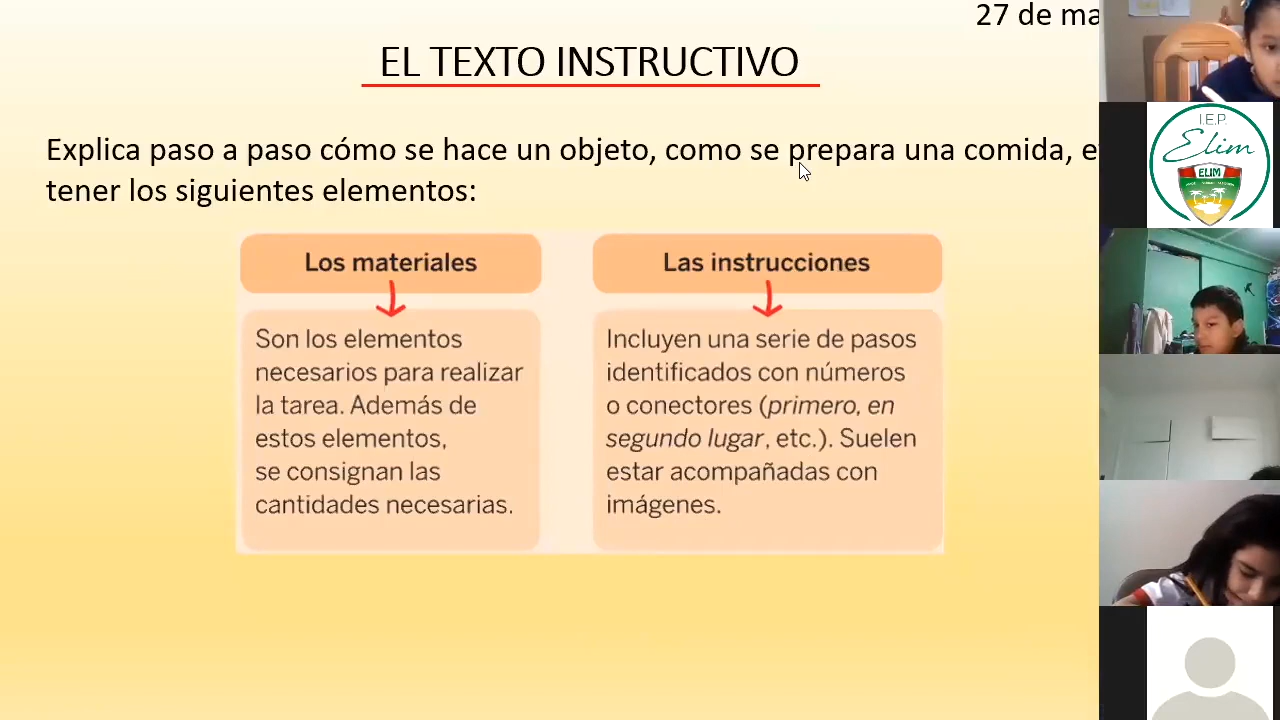 27 de ma
EL TEXTO INSTRUCTIVO
Explica paso a paso cómo se hace un objeto, como se prepara una comida, e
tener los siguientes elementos:
Los materiales
Son los elementos
necesarios para realizar
la tarea. Además de
estos elementos,
se consignan las
cantidades necesarias.
Las instrucciones
Incluyen una serie de pasos
identificados con números
o conectores (primero, en
segundo lugar, etc.). Suelen
estar acompañadas con
imágenes.
I.E.P.
Elim
ELIM